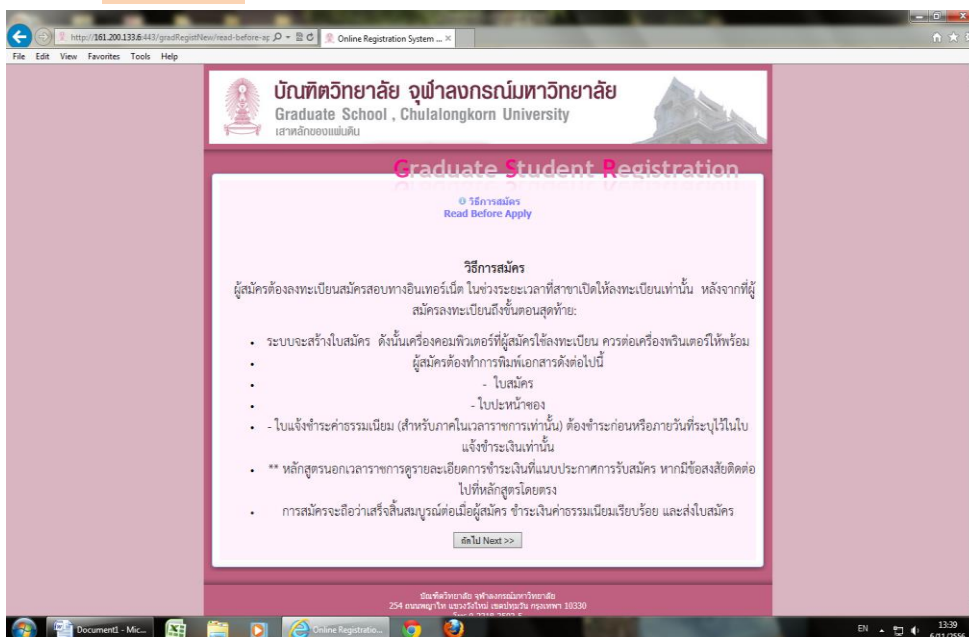 http://161.200.133.6:443/gradRegistNew/read-before-ap
Online Registration System ...
File Edit View Favorites Tools Help
บัณฑิตวิทยาลัย จุฬาลงกรณ์มหาวิทยาลัย
Graduate School , Chulalongkorn University
เสาหลักของแผ่นดิน
Graduate Student Registration
วิธีการสมัคร
Read Before Apply
วิธีการสมัคร
ผู้สมัครต้องลงทะเบียนสมัครสอบทางอินเทอร์เน็ต ในช่วงระยะเวลาที่สาขาเปิดให้ลงทะเบียนเท่านั้น หลังจากที่ผู้
สมัครลงทะเบียนถึงขั้นตอนสุดท้าย:
• ระบบจะสร้างใบสมัคร ดังนั้นเครื่องคอมพิวเตอร์ที่ผู้สมัครใช้ลงทะเบียน ควรต่อเครื่องพรินเตอร์ให้พร้อม
• ผู้สมัครต้องทำการพิมพ์เอกสารดังต่อไปนี้
• - ใบสมัคร
• - ใบปะหน้าซอง
• - ใบแจ้งชำระค่าธรรมเนียม (สำหรับภาคในเวลาราชการเท่านั้น) ต้องชำระก่อนหรือภายวันที่ระบุไว้ในใบ
แจ้งชำระเงินเท่านั้น
• ** หลักสูตรนอกเวลาราชการดูรายละเอียดการชำระเงินที่แนบประกาศการรับสมัคร หากมีข้อสงสัยติดต่อ
ไปที่หลักสูตรโดยตรง
• การสมัครจะถือว่าเสร็จสิ้นสมบูรณ์ต่อเมื่อผู้สมัคร ชำระเงินค่าธรรมเนียมเรียบร้อย และส่งใบสมัคร
ถัดไป Next >>
บัณฑิตวิทยาลัย จุฬาลงกรณ์มหาวิทยาลัย
254 ถนนพญาไท แขวงวังใหม่ เขตปทุมวัน กรุงเทพฯ 10330
Document1 - Mic...
Online Registratio...
EN
13:39